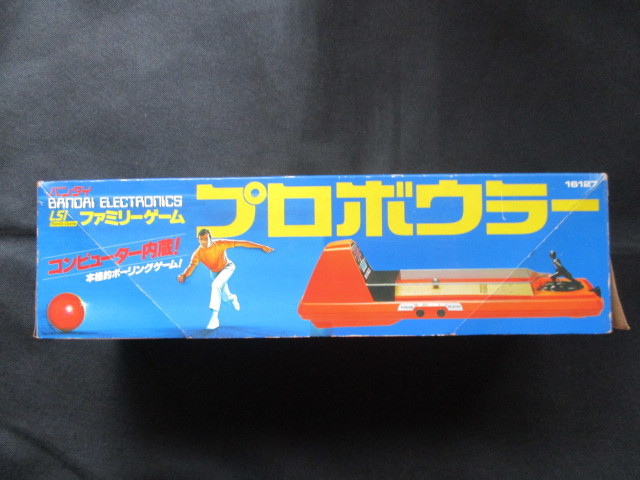 バンダイ
BANDAI ELECTRONICS
LSI ファミリーゲーム
プロボウラー
16127
コンピューター内蔵!
本格的ボーリングゲーム!